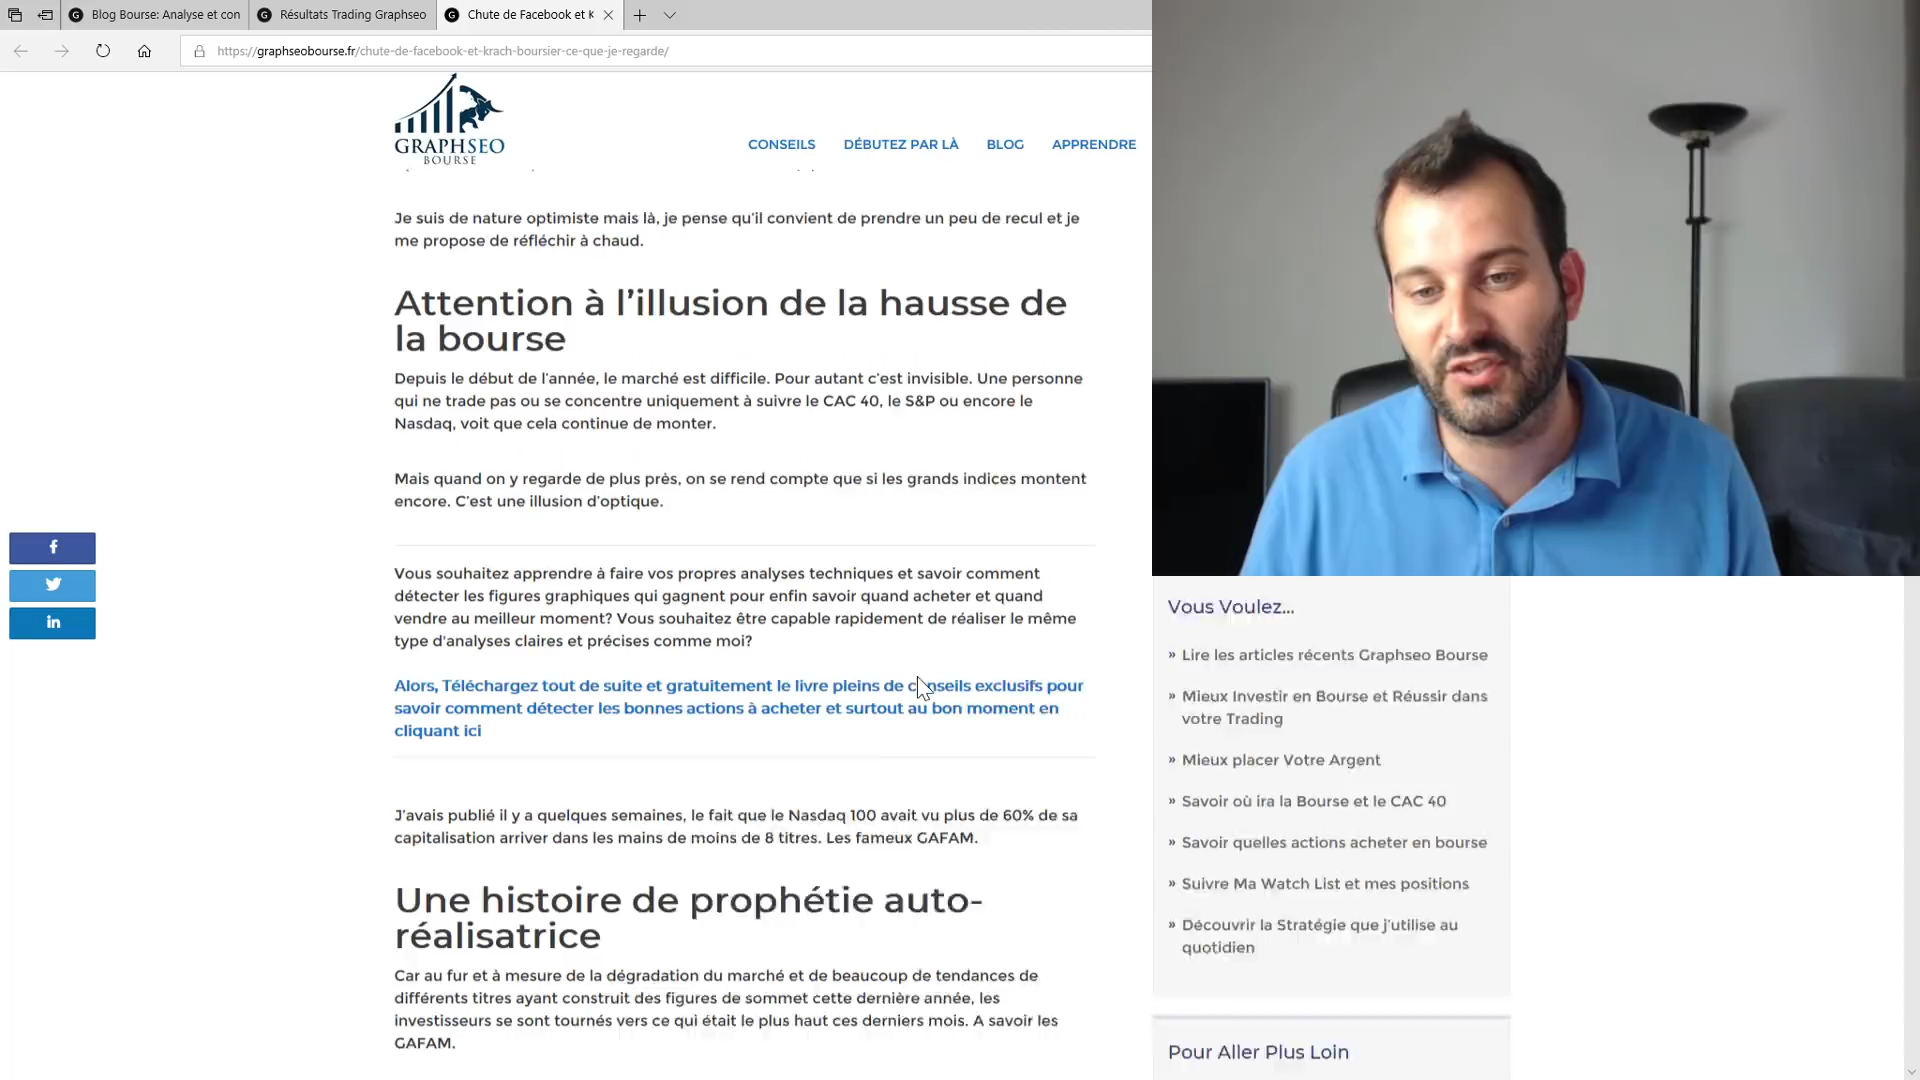 Blog Bourse: Analyse et con
Résultats Trading Graphseo
Chute de Facebook et K
https://graphseobourse.fr/chute-de-facebook-et-krach-boursier-ce-que-je-regarde/
GRAPHSEO
BOURSE
CONSEILS
DÉBUTEZ PAR LÀ
BLOG
APPRENDRE
Je suis de nature optimiste mais là, je pense qu'il convient de prendre un peu de recul et je
me propose de réfléchir à chaud.
Attention à l’illusion de la hausse de
la bourse
Depuis le début de l’année, le marché est difficile. Pour autant c’est invisible. Une personne
qui ne trade pas ou se concentre uniquement à suivre le CAC 40, le S&P ou encore le
Nasdaq, voit que cela continue de monter.
Mais quand on y regarde de plus près, on se rend compte que si les grands indices montent
encore. C’est une illusion d’optique.
Vous souhaitez apprendre à faire vos propres analyses techniques et savoir comment
détecter les figures graphiques qui gagnent pour enfin savoir quand acheter et quand
vendre au meilleur moment? Vous souhaitez être capable rapidement de réaliser le même
type d'analyses claires et précises comme moi?
Alors, Téléchargez tout de suite et gratuitement le livre pleins de conseils exclusifs pour
savoir comment détecter les bonnes actions à acheter et surtout au bon moment en
cliquant ici
J’avais publié il y a quelques semaines, le fait que le Nasdaq 100 avait vu plus de 60% de sa
capitalisation arriver dans les mains de moins de 8 titres. Les fameux GAFAM.
Une histoire de prophétie auto-
réalisatrice
Car au fur et à mesure de la dégradation du marché et de beaucoup de tendances de
différents titres ayant construit des figures de sommet cette dernière année, les
investisseurs se sont tournés vers ce qui était le plus haut ces derniers mois. A savoir les
GAFAM.
Vous Voulez...
» Lire les articles récents Graphseo Bourse
» Mieux Investir en Bourse et Réussir dans
votre Trading
» Mieux placer Votre Argent
» Savoir où ira la Bourse et le CAC 40
» Savoir quelles actions acheter en bourse
» Suivre Ma Watch List et mes positions
» Découvrir la Stratégie que j’utilise au
quotidien
Pour Aller Plus Loin